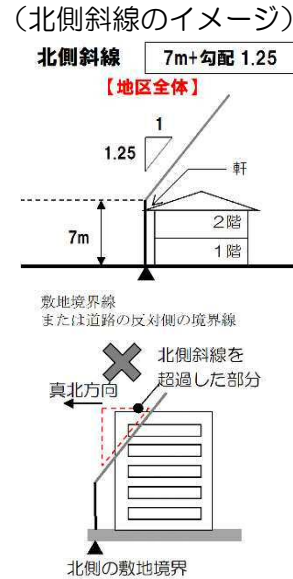 （北側斜線のイメージ）
北側斜線
7m+勾配 1.25
【地区全体】
1
1.25
軒
7m
2階
1階
敷地境界線
または道路の反対側の境界線
北側斜線を
超過した部分
真北方向
北側の敷地境界